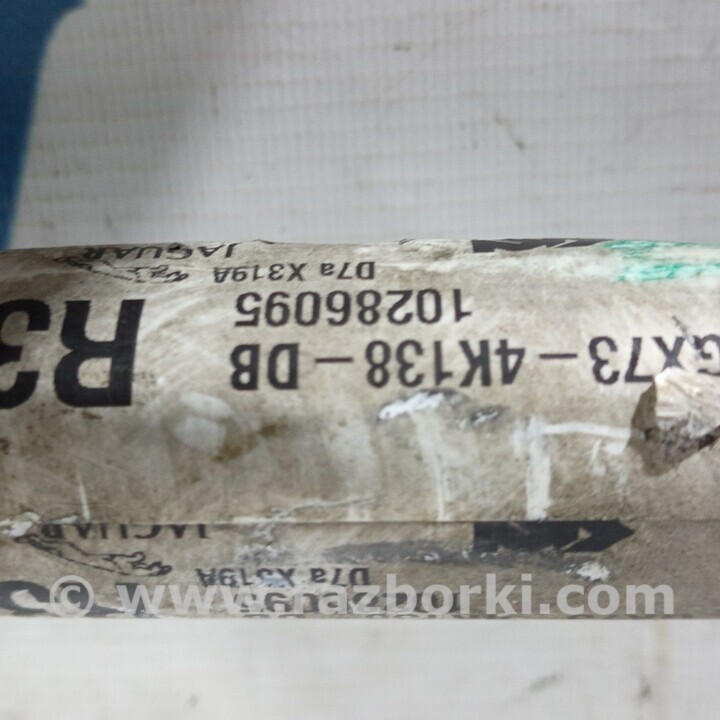 GX73-4K138-DB
10286095
D7a X319A
JAGUAR
R3
JAGUAR
D7a X319A
© www.razborki.com